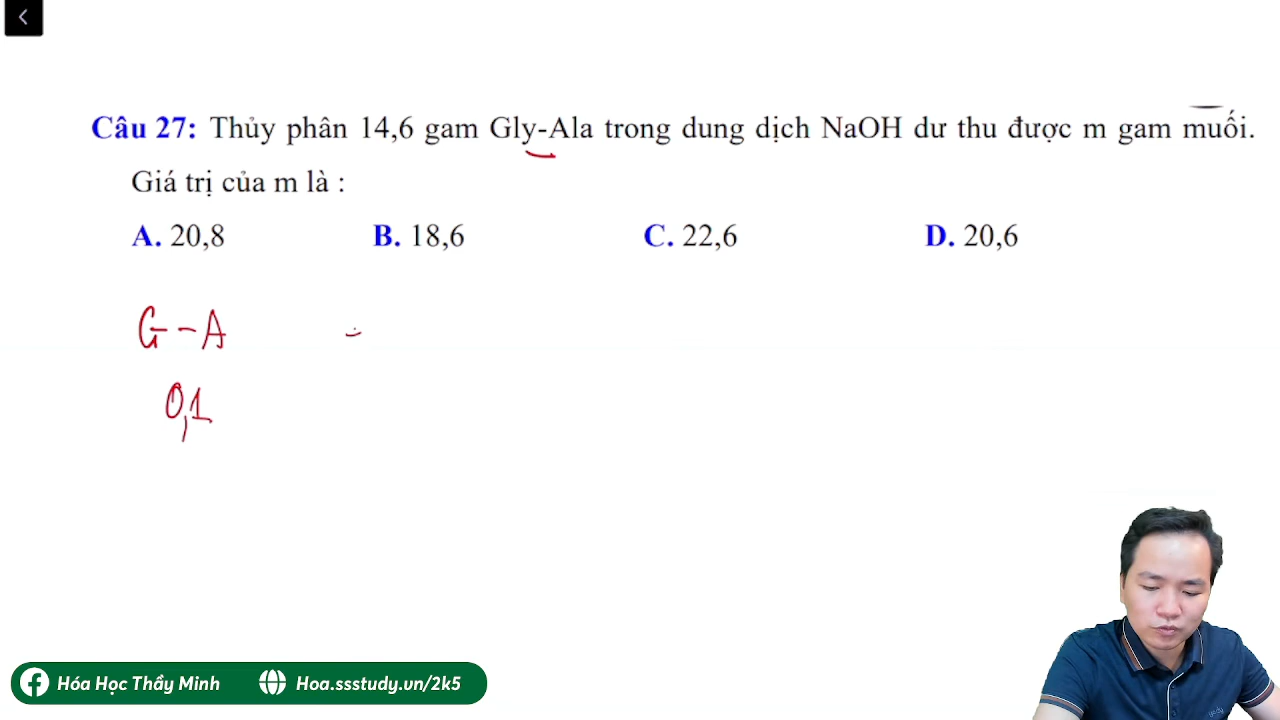 Câu 27: Thủy phân 14,6 gam Gly-Ala trong dung dịch NaOH dư thu được m gam muối.
Giá trị của m là :
A. 20,8 B. 18,6 C. 22,6 D. 20,6
G - A =
0,1
Hóa Học Thầy Minh Hoa.ssstudy.vn/2k5